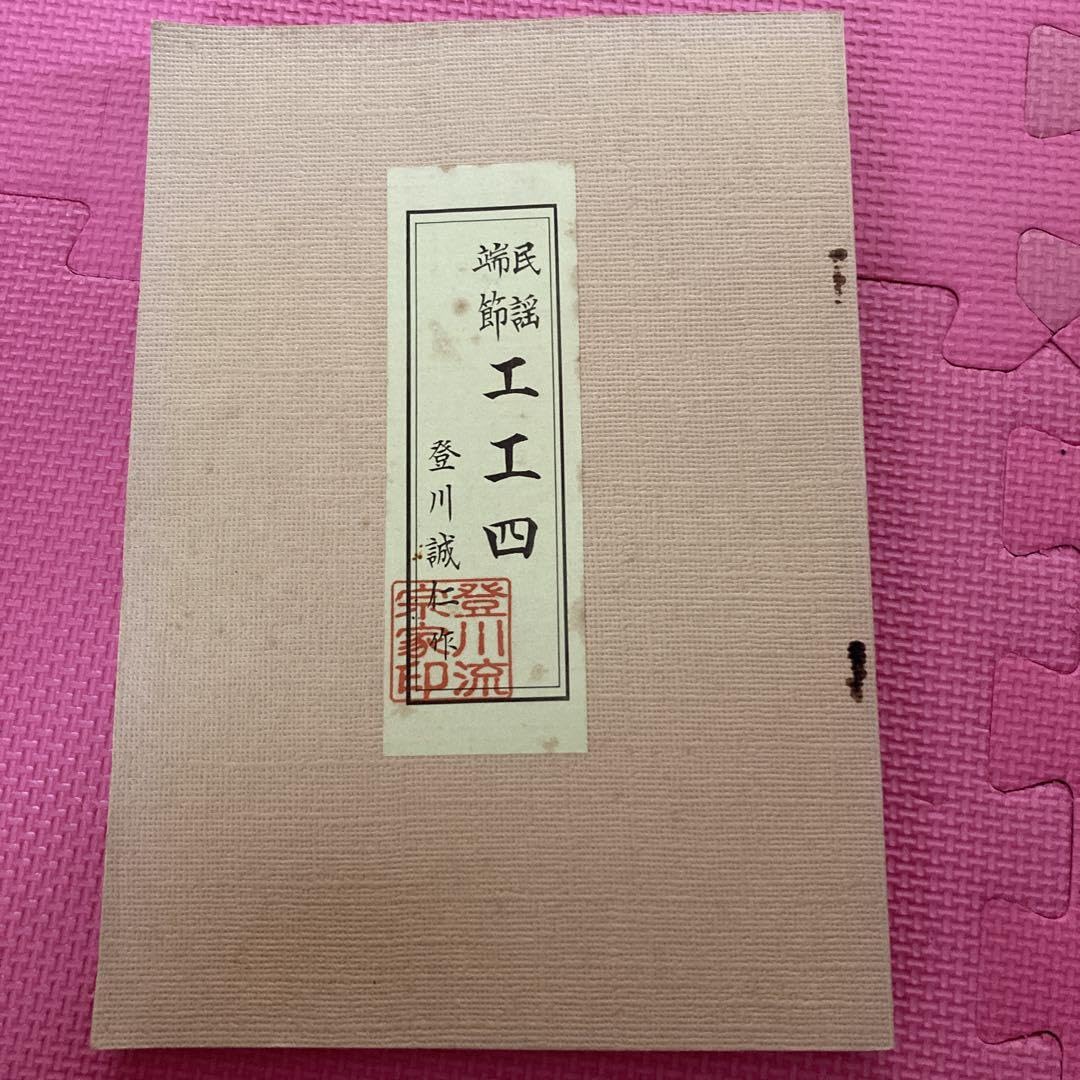 民謡
端節
工工四
登川誠仁作
登川流
宗家印